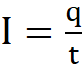 I = q/t